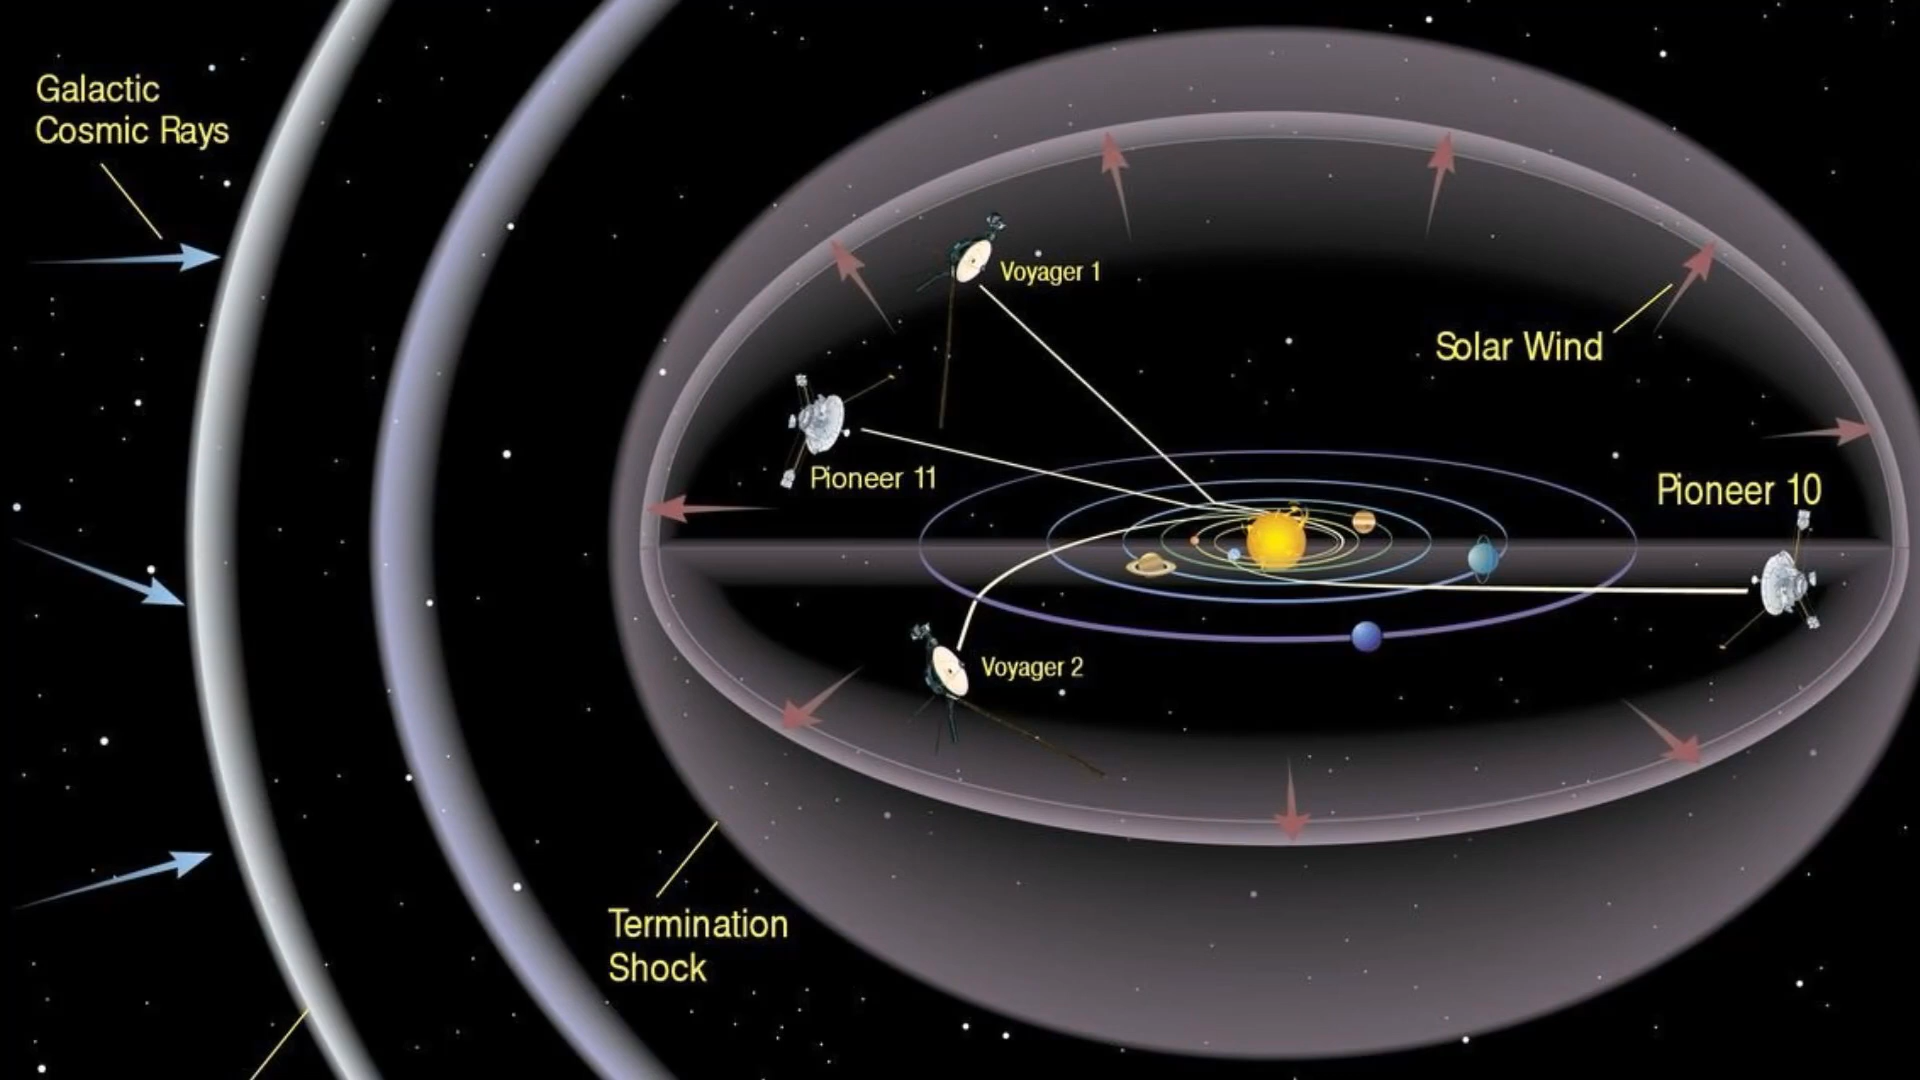 Galactic
Cosmic Rays
Voyager 1
Solar Wind
Pioneer 11
Pioneer 10
Voyager 2
Termination
Shock